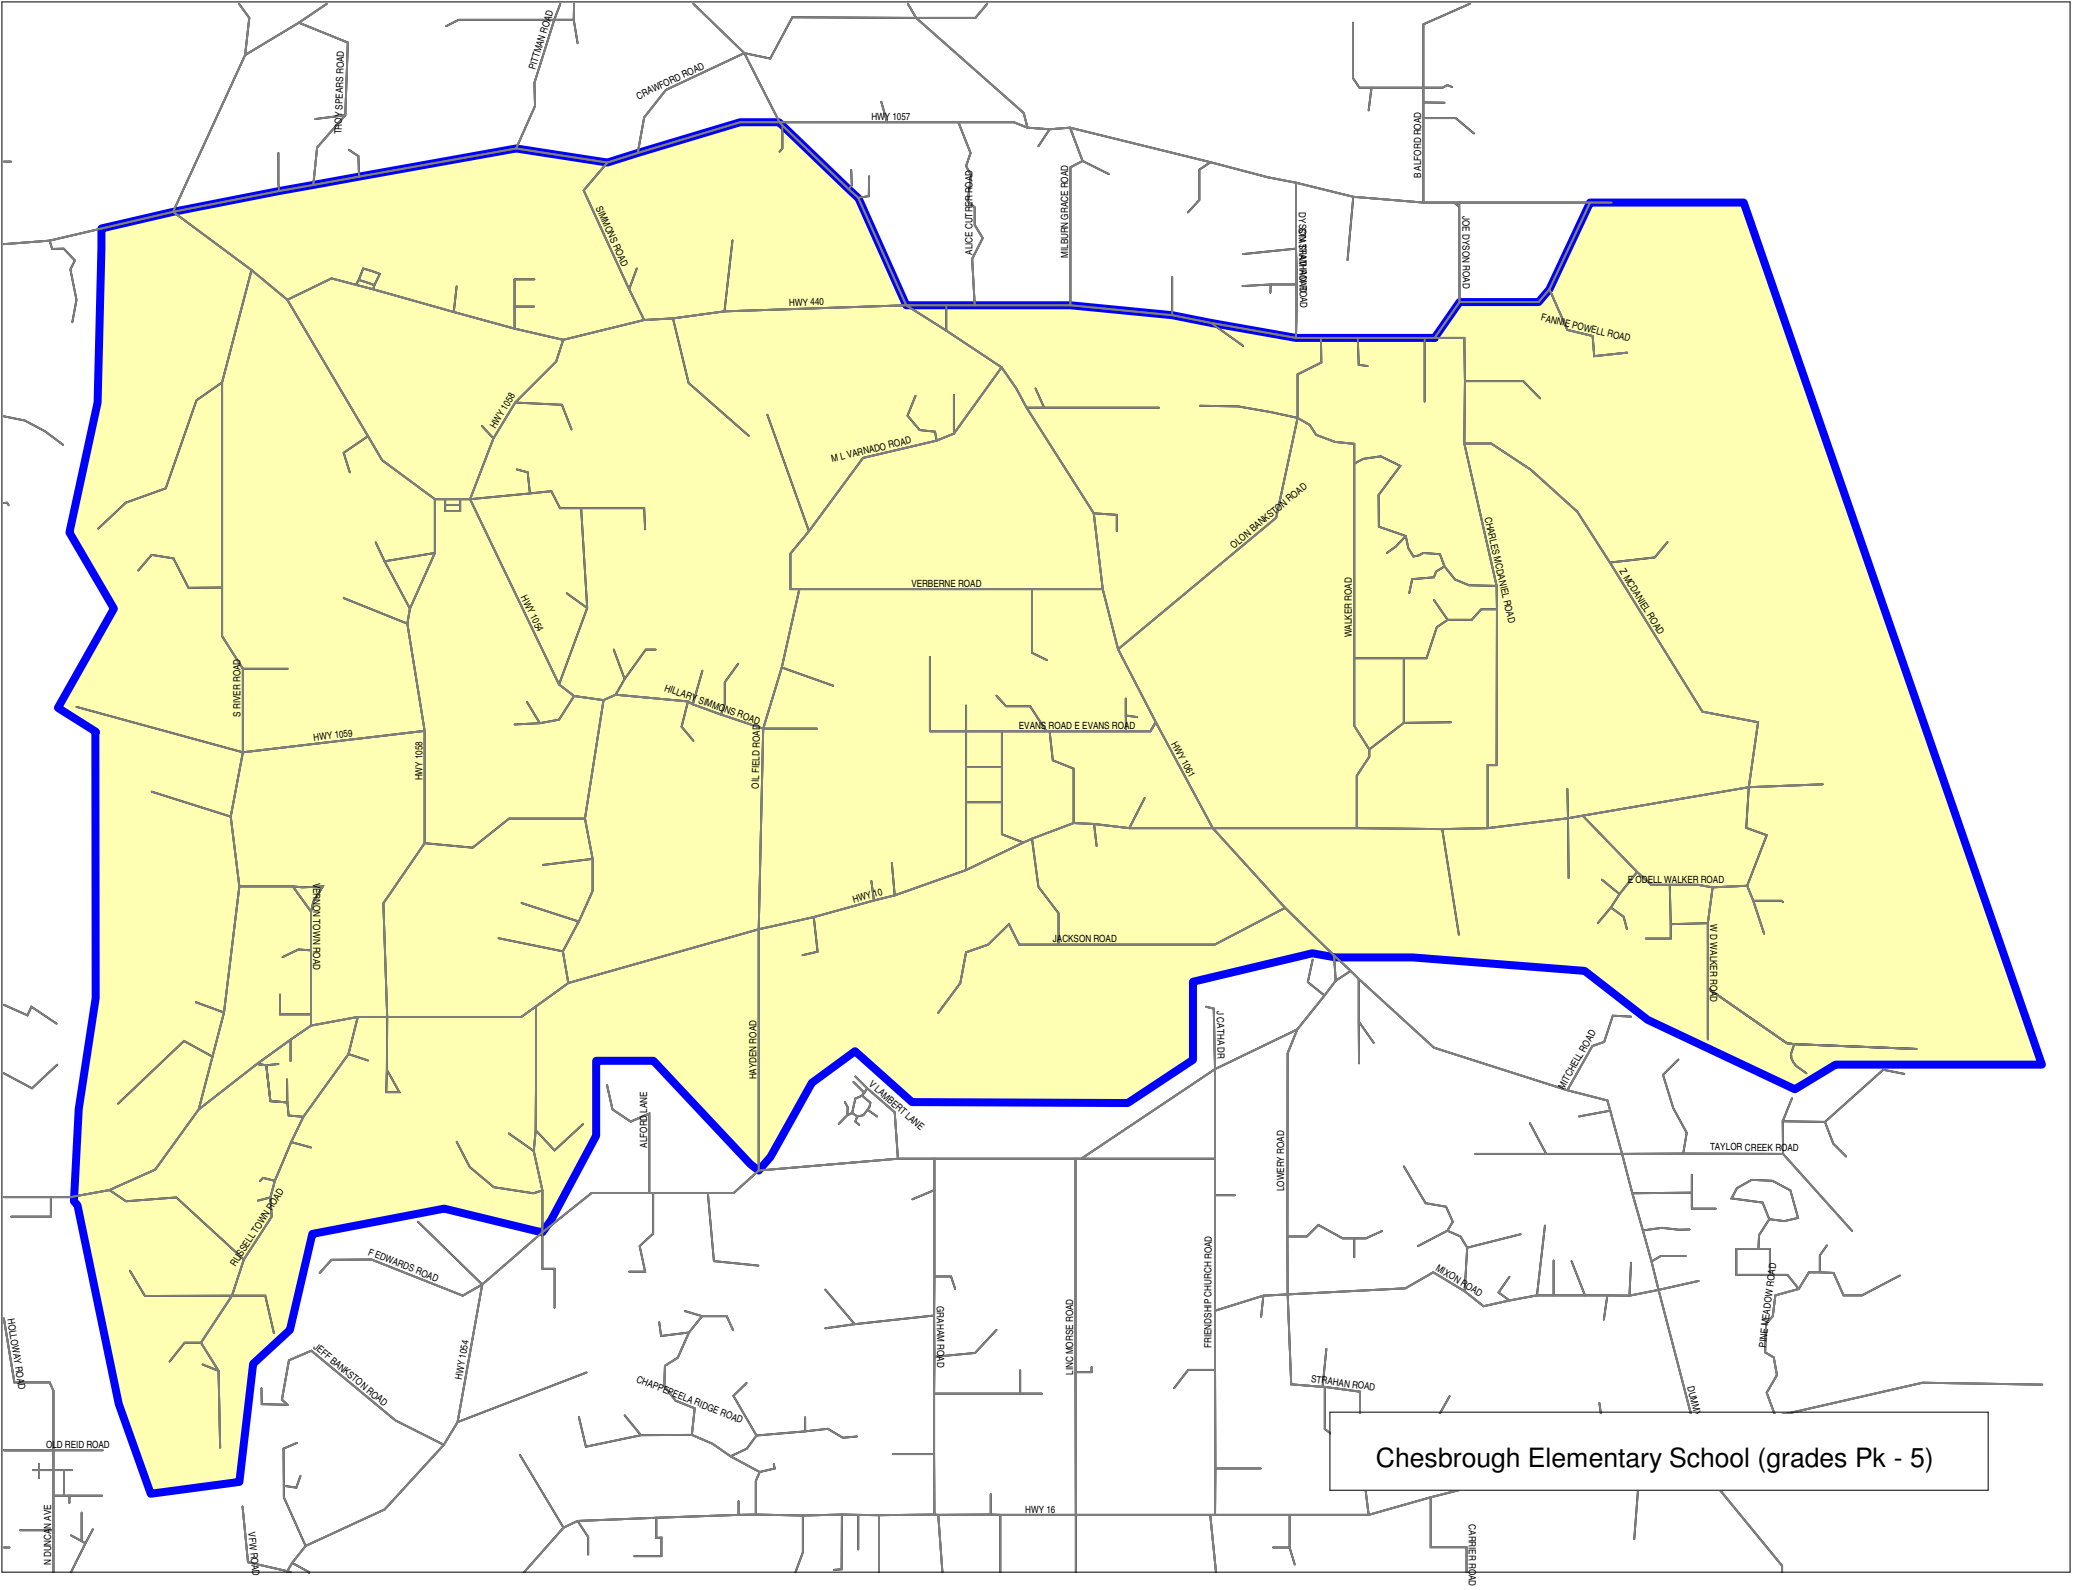 PITTMAN ROAD
TROY SPEARS ROAD
CRAWFORD ROAD
HWY 1057
BALFORD ROAD
ALICE CUTRER ROAD
MILBURN GRACE ROAD
SIMMONS ROAD
JOE DYSON ROAD
HWY 440
FANNIE POWELL ROAD
HWY 1058
M L VARNADO ROAD
OLON BANKSTON ROAD
CHARLES MCDANIEL ROAD
VERBERNE ROAD
HWY 1054
WALKER ROAD
Z MCDANIEL ROAD
S RIVER ROAD
HILLARY SIMMONS ROAD
EVANS ROAD E EVANS ROAD
HWY 1059
HWY 1058
OIL FIELD ROAD
HWY 1061
E ODELL WALKER ROAD
HWY 10
VERNON TOWN ROAD
JACKSON ROAD
W D WALKER ROAD
HAYDEN ROAD
J CATHA DR
MITCHELL ROAD
V LAMBERT LANE
ALFORD LANE
LOWERY ROAD
TAYLOR CREEK ROAD
RUSSELL TOWN ROAD
F EDWARDS ROAD
FRIENDSHIP CHURCH ROAD
MIXON ROAD
PINE MEADOW ROAD
HOLLOWAY ROAD
GRAHAM ROAD
LINC MORSE ROAD
HWY 1054
JEFF BANKSTON ROAD
CHAPPEPEELA RIDGE ROAD
STRAHAN ROAD
DUMMY
OLD REID ROAD
Chesbrough Elementary School (grades Pk - 5)
HWY 16
N DUNCAN AVE
VFW ROAD
CARRIER ROAD